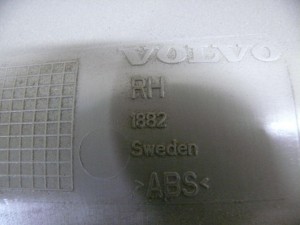 VOLVO
RH
1882
Sweden
>ABS<